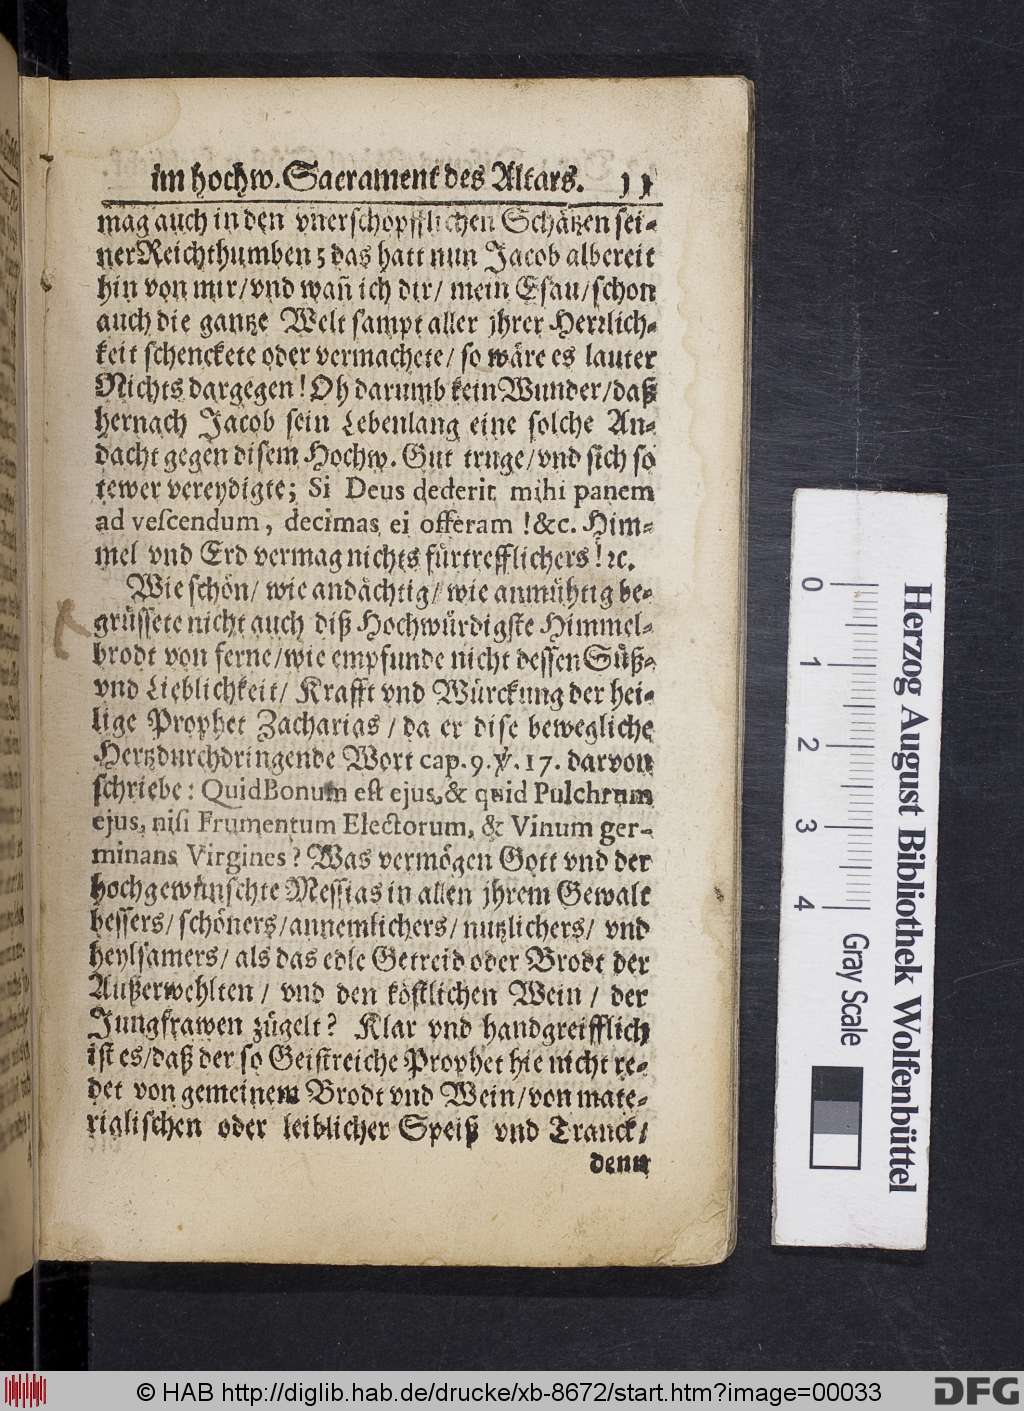 im hochw. Sacrament des Altars. 11
mag auch in den vnerschöpfflichen Schätzen sei-
ner Reichthumben; das hatt nun Jacob albereit
hin von mir/ vnd wañ ich dir/ mein Esau/ schon
auch die gantze Welt sampt aller jhrer Herrlich-
keit schenckete oder vermachete/ so wäre es lauter
Nichts dargegen! Oh darumb kein Wunder/ daß
hernach Jacob sein Lebenlang eine solche An-
dacht gegen disem Hochw. Gut truge/ vnd sich so
tewer vereydigte; Si Deus dederit mihi panem
ad vescendum, decimas ei offeram! &c. Him-
mel vnd Erd vermag nichts fürtrefflichers! ꝛc.
Wie schön/ wie andächtig/ wie anmühtig be-
grüssete nicht auch diß Hochwürdigste Himmel-
brodt von ferne/ wie empfunde nicht dessen Süß-
vnd Lieblichkeit/ Krafft vnd Würckung der hei-
lige Prophet Zacharias/ da er dise bewegliche
Hertzdurchdringende Wort cap. 9. ℣. 17. darvon
schriebe: Quid Bonum est ejus, & quid Pulchrum
ejus, nisi Frumentum Electorum, & Vinum ger-
minans Virgines? Was vermögen Gott vnd der
hochgewünschte Messias in allen jhrem Gewalt
bessers/ schöners/ annemlichers/ nutzlichers/ vnd
heylsamers/ als das edle Getreid oder Brodt der
Außerwehlten/ vnd den köstlichen Wein/ der
Jungfrawen zügelt? Klar vnd handgreifflich
ist es/ daß der so Geistreiche Prophet hie nicht re-
det von gemeinem Brodt vnd Wein/ von mate-
rialischen oder leiblicher Speiß vnd Tranck/
denn
Herzog August Bibliothek Wolfenbüttel
0 1 2 3 4
Gray Scale
© HAB http://diglib.hab.de/drucke/xb-8672/start.htm?image=00033
DFG